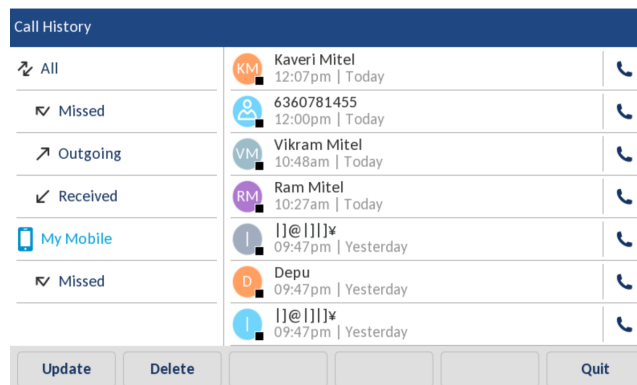 Call History
All
Missed
Outgoing
Received
My Mobile
Missed
KM
Kaveri Mitel
12:07pm | Today
6360781455
12:00pm | Today
VM
Vikram Mitel
10:48am | Today
RM
Ram Mitel
10:27am | Today
|
|]@|]|]¥
09:47pm | Yesterday
D
Depu
09:47pm | Yesterday
|
|]@|]|]¥
09:47pm | Yesterday
Update
Delete
Quit